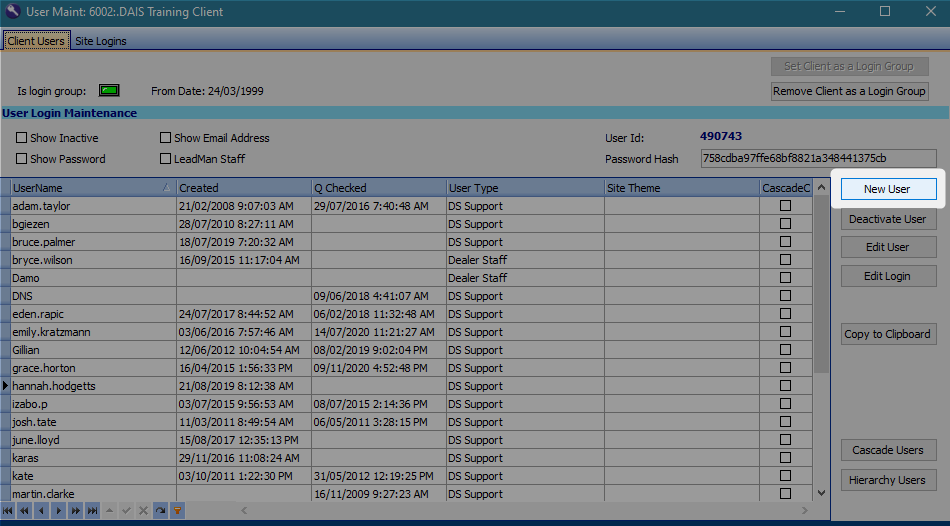 User Maint: 6002:.DAIS Training Client
Client Users Site Logins
Set Client as a Login Group
Is login group: From Date: 24/03/1999 Remove Client as a Login Group
User Login Maintenance
Show Inactive Show Email Address User Id: 490743
Show Password LeadMan Staff Password Hash 758cdba97ffe68bf8821a348441375cb
UserName Created Q Checked User Type Site Theme CascadeC
New User
adam.taylor 21/02/2008 9:07:03 AM 29/07/2016 7:40:48 AM DS Support
bgiezen 28/07/2010 8:27:11 AM DS Support
Deactivate User
bruce.palmer 18/07/2019 7:20:32 AM DS Support
Edit User
bryce.wilson 16/09/2015 11:17:04 AM Dealer Staff
Damo Dealer Staff
Edit Login
DNS 09/06/2018 4:41:07 AM DS Support
eden.rapic 24/07/2017 8:44:52 AM 06/02/2018 11:32:48 AM DS Support
emily.kratzmann 03/06/2016 7:57:46 AM 14/07/2020 11:21:27 AM DS Support
Copy to Clipboard
Gillian 12/06/2012 10:04:54 AM 08/02/2019 9:02:04 PM DS Support
grace.horton 16/04/2015 1:56:33 PM 09/11/2020 4:52:48 PM DS Support
hannah.hodgetts 21/08/2019 8:12:38 AM DS Support
izabo.p 03/07/2015 9:56:53 AM 08/07/2015 2:14:36 PM DS Support
josh.tate 11/03/2011 8:49:54 AM 06/05/2011 3:28:15 PM DS Support
june.lloyd 15/08/2017 12:35:13 PM DS Support
Cascade Users
karas 29/11/2016 11:08:24 AM DS Support
kate 03/10/2011 1:22:30 PM 31/05/2012 12:19:25 PM DS Support
Hierarchy Users
martin.clarke 16/11/2009 9:27:23 AM DS Support